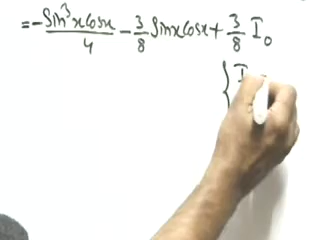 = -sin³x cosx/4 - 3/8 sinx cosx + 3/8 I₀
{ I